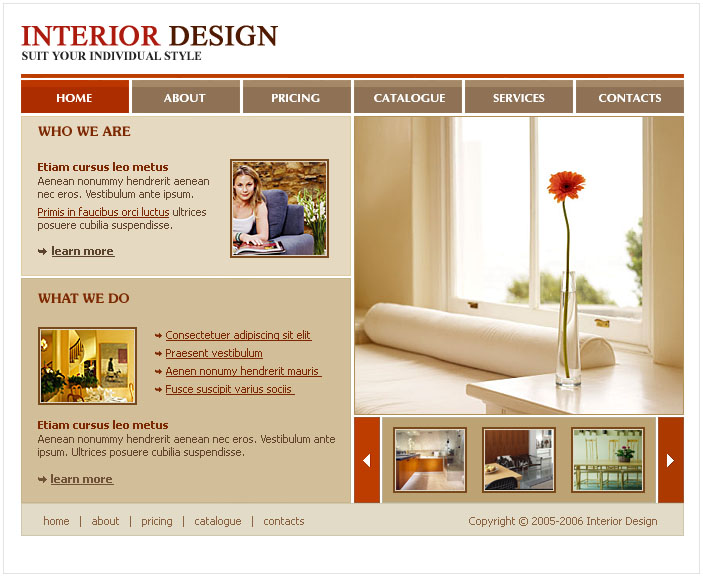 INTERIOR DESIGN
SUIT YOUR INDIVIDUAL STYLE
HOME ABOUT PRICING CATALOGUE SERVICES CONTACTS
WHO WE ARE
Etiam cursus leo metus
Aenean nonummy hendrerit aenean
nec eros. Vestibulum ante ipsum.
Primis in faucibus orci luctus ultrices
posuere cubilia suspendisse.
learn more
WHAT WE DO
Consectetuer adipiscing sit elit
Praesent vestibulum
Aenen nonumy hendrerit mauris
Fusce suscipit varius sociis
Etiam cursus leo metus
Aenean nonummy hendrerit aenean nec eros. Vestibulum ante
ipsum. Ultrices posuere cubilia suspendisse.
learn more
home | about | pricing | catalogue | contacts
Copyright © 2005-2006 Interior Design